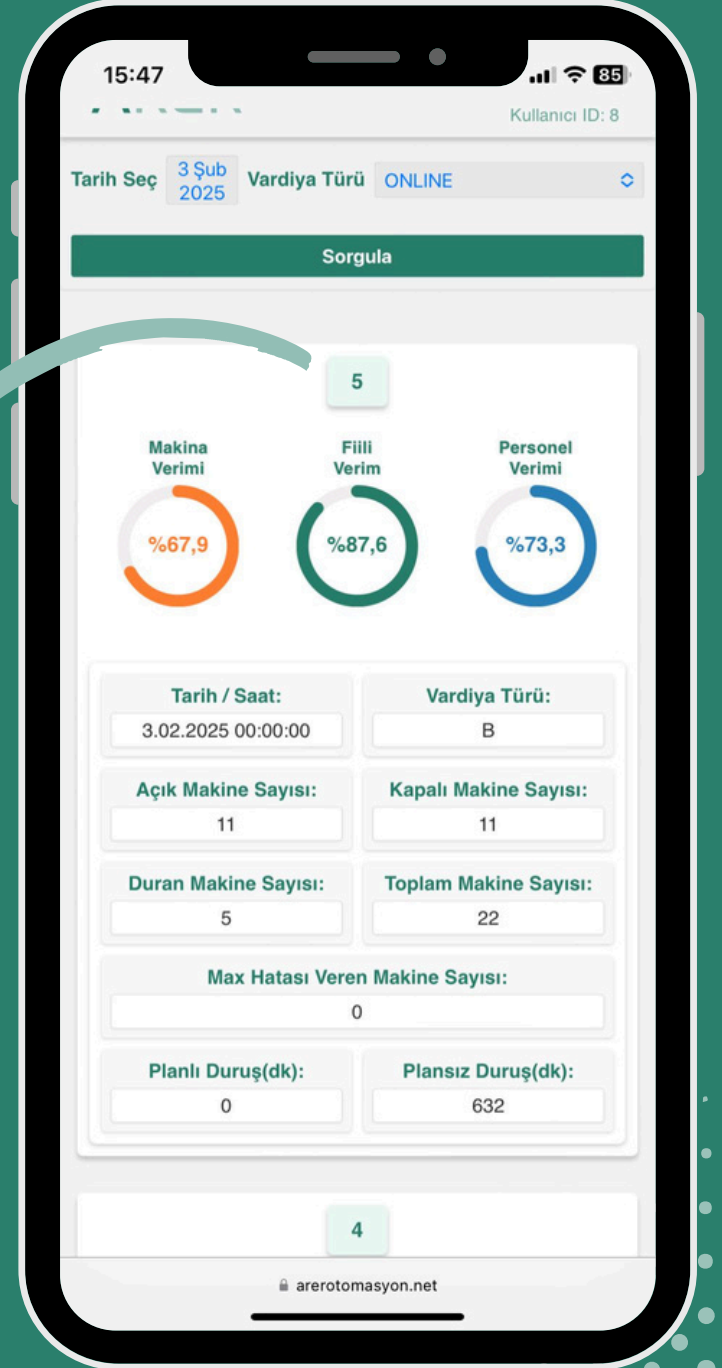 15:47
85
Kullanıcı ID: 8
Tarih Seç
3 Şub
2025
Vardiya Türü
ONLINE
Sorgula
5
Makina
Verimi
Fiili
Verim
Personel
Verimi
%67,9
%87,6
%73,3
Tarih / Saat:
Vardiya Türü:
3.02.2025 00:00:00
B
Açık Makine Sayısı:
Kapalı Makine Sayısı:
11
11
Duran Makine Sayısı:
Toplam Makine Sayısı:
5
22
Max Hatası Veren Makine Sayısı:
0
Planlı Duruş(dk):
Plansız Duruş(dk):
0
632
4
arerotomasyon.net